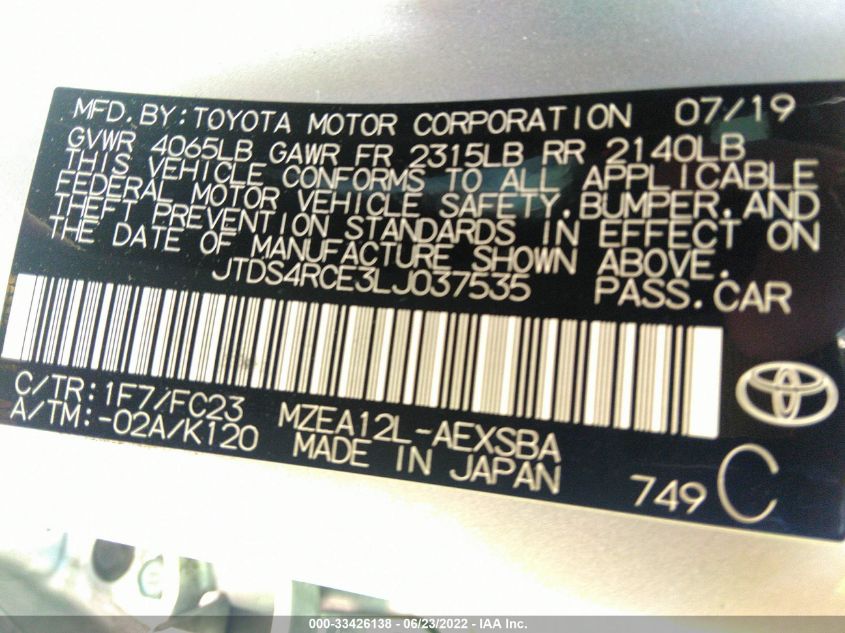 MFD.BY:TOYOTA MOTOR CORPORATION 07/19
GVWR 4065LB GAWR FR 2315LB RR 2140LB
THIS VEHICLE CONFORMS TO ALL APPLICABLE
FEDERAL MOTOR VEHICLE SAFETY,BUMPER,AND
THEFT PREVENTION STANDARDS IN EFFECT ON
THE DATE OF MANUFACTURE SHOWN ABOVE.
JTDS4RCE3LJ037535 PASS.CAR
C/TR:1F7/FC23 MZEA12L-AEXSBA
A/TM:-02A/K120 MADE IN JAPAN 749 C
000-33426138 - 06/23/2022 - IAA Inc.